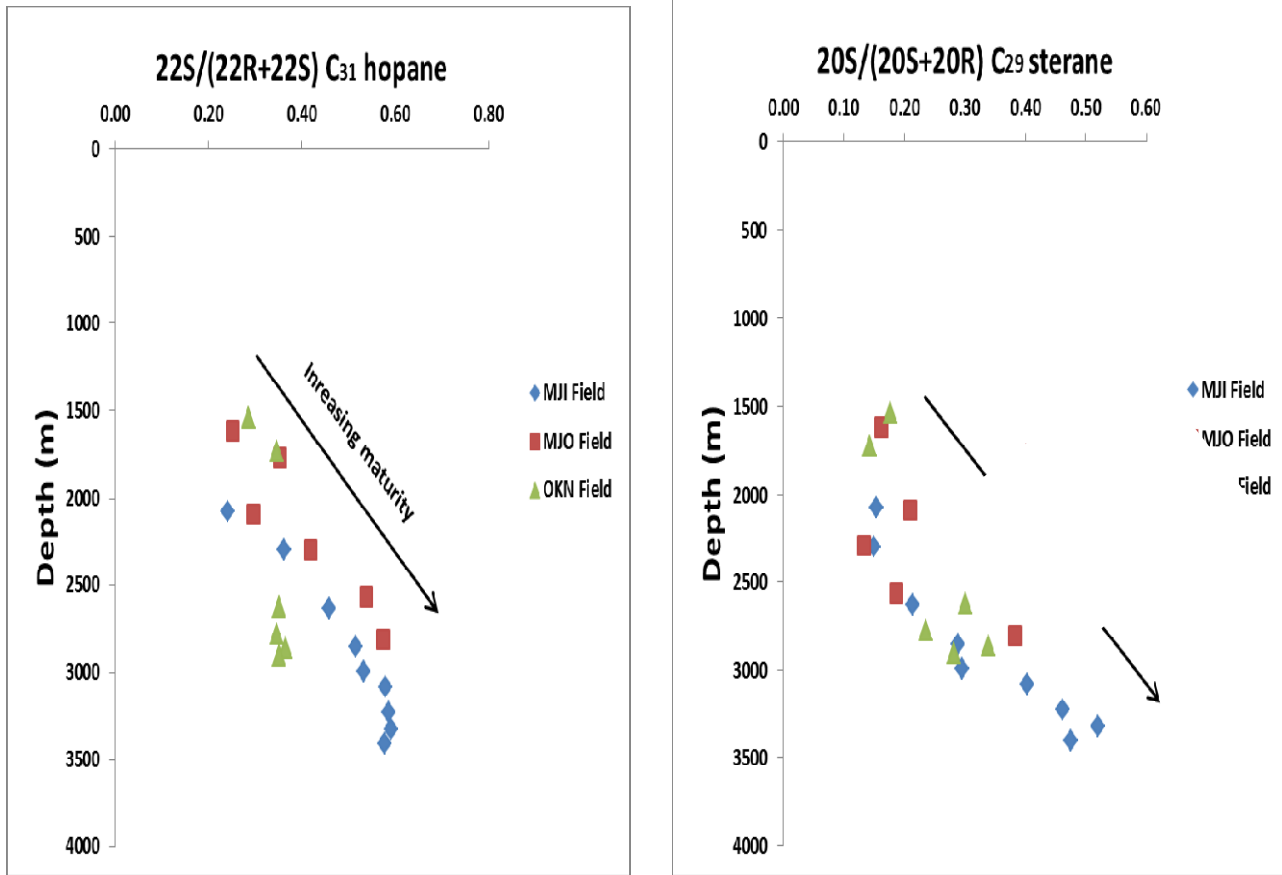 22S/(22R+22S) C31 hopane
0.00 0.20 0.40 0.60 0.80
0
500
1000
1500
2000
2500
3000
3500
4000
Depth (m)
Inreasing maturity
MJI Field
MJO Field
OKN Field
20S/(20S+20R) C29 sterane
0.00 0.10 0.20 0.30 0.40 0.50 0.60
0
500
1000
1500
2000
2500
3000
3500
4000
Depth (m)
MJI Field
MJO Field
Field